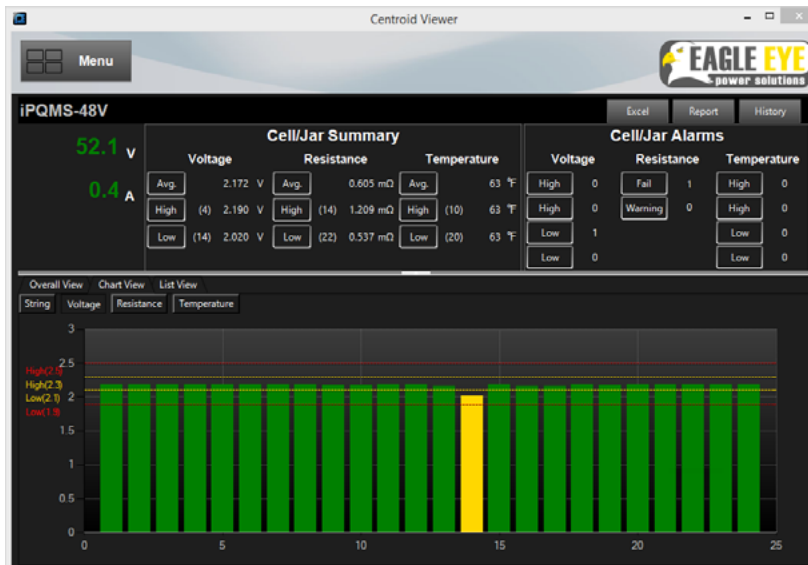 Centroid Viewer
Menu
EAGLE EYE
power solutions
iPQMS-48V
Excel Report History
52.1 V
0.4 A
Cell/Jar Summary
Voltage Resistance Temperature
Avg. 2.172 V Avg. 0.605 mΩ Avg. 63 °F
High (4) 2.190 V High (14) 1.209 mΩ High (10) 63 °F
Low (14) 2.020 V Low (22) 0.537 mΩ Low (20) 63 °F
Cell/Jar Alarms
Voltage Resistance Temperature
High 0 Fail 1 High 0
High 0 Warning 0 High 0
Low 1 Low 0
Low 0 Low 0
Overall View Chart View List View
String Voltage Resistance Temperature
3
2.5
2
1.5
1
0.5
0
High(2.5)
High(2.3)
Low(2.1)
Low(1.9)
0 5 10 15 20 25